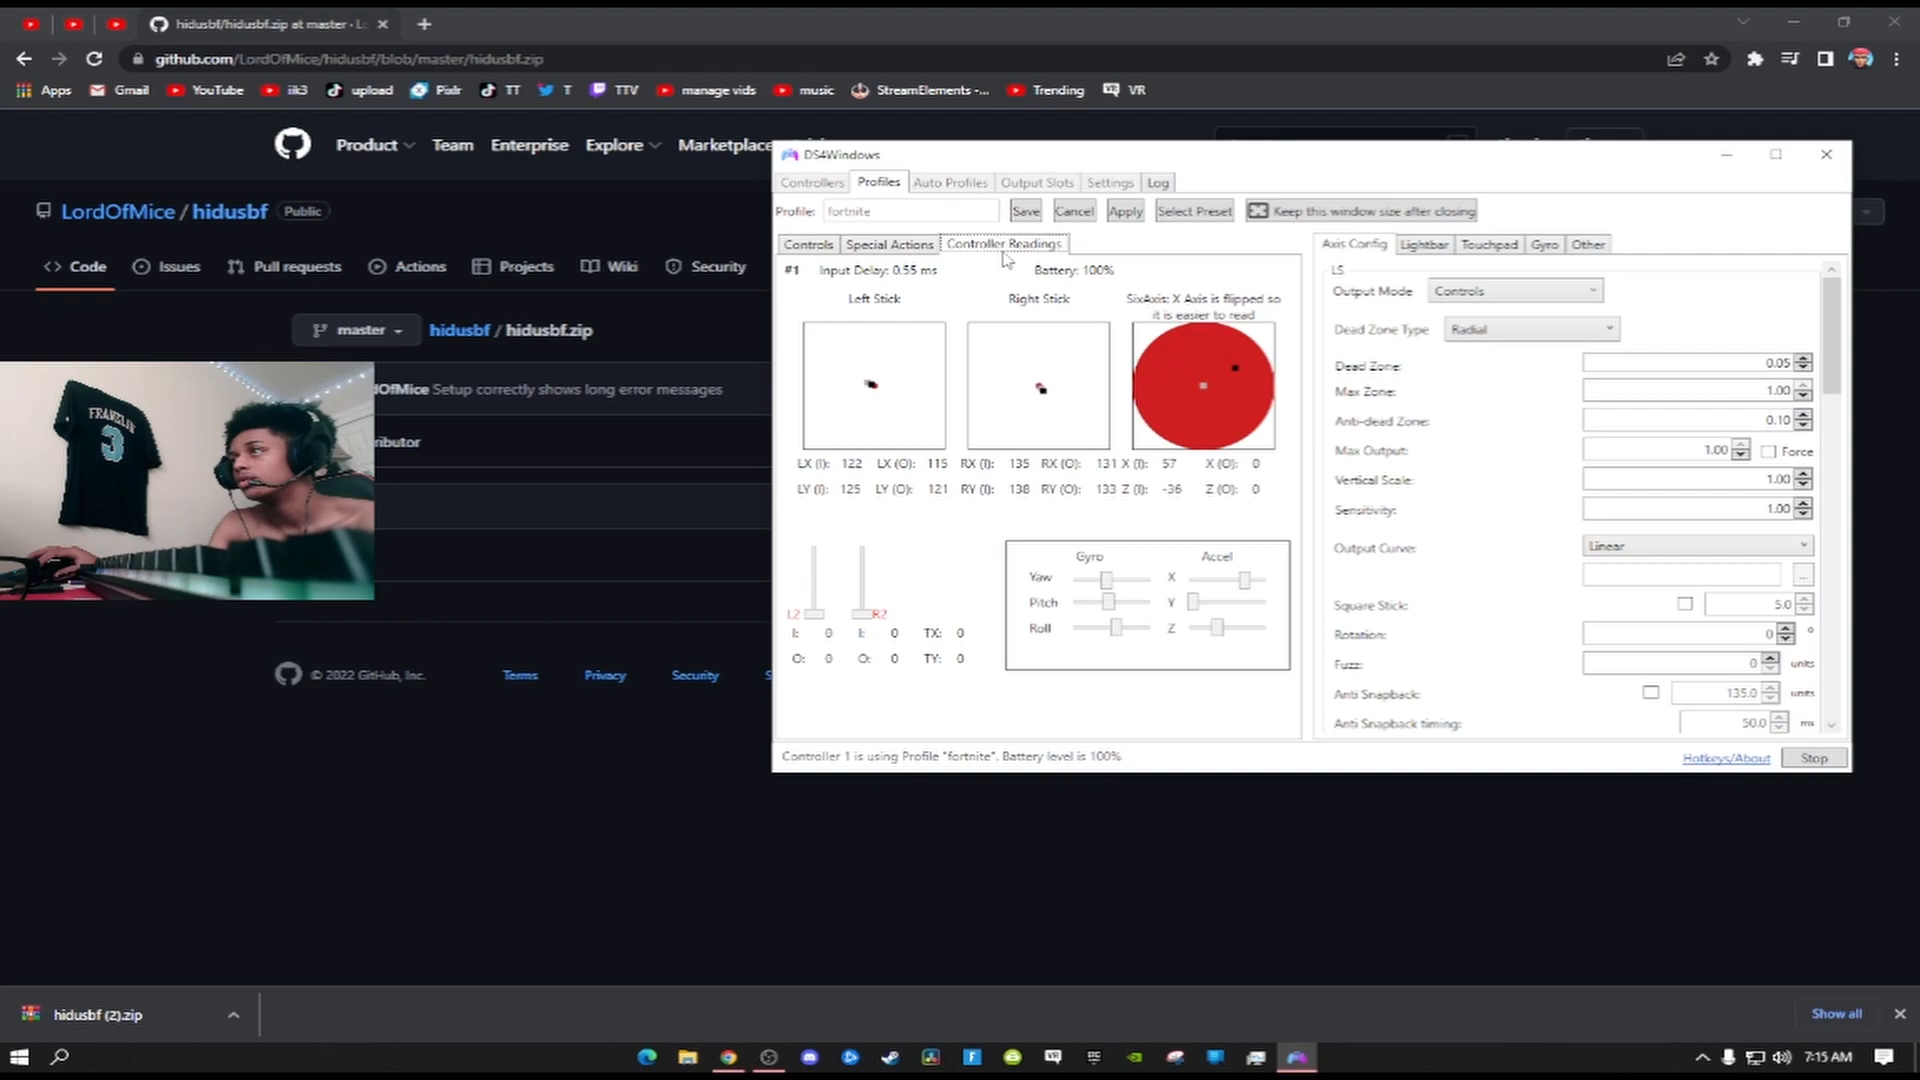 hidusbf/hidusbf.zip at master · L
github.com/LordOfMice/hidusbf/blob/master/hidusbf.zip
Apps Gmail YouTube iik3 upload Pixlr TT T TTV manage vids music StreamElements -... Trending VR
Product Team Enterprise Explore Marketplace
LordOfMice / hidusbf Public
Code Issues Pull requests Actions Projects Wiki Security
master hidusbf / hidusbf.zip
dOfMice Setup correctly shows long error messages
ributor
FRANKLIN
3
© 2022 GitHub, Inc. Terms Privacy Security S
DS4Windows
Controllers Profiles Auto Profiles Output Slots Settings Log
Profile: fortnite Save Cancel Apply Select Preset Keep this window size after closing
Controls Special Actions Controller Readings
#1 Input Delay: 0.55 ms Battery: 100%
Left Stick Right Stick SixAxis: X Axis is flipped so
it is easier to read
LX (I): 122 LX (O): 115 RX (I): 135 RX (O): 131 X (I): 57 X (O): 0
LY (I): 125 LY (O): 121 RY (I): 138 RY (O): 133 Z (I): -36 Z (O): 0
Gyro Accel
Yaw X
Pitch Y
Roll Z
L2 R2
I: 0 I: 0 TX: 0
O: 0 O: 0 TY: 0
Axis Config Lightbar Touchpad Gyro Other
LS
Output Mode Controls
Dead Zone Type Radial
Dead Zone: 0.05
Max Zone: 1.00
Anti-dead Zone: 0.10
Max Output: 1.00 Force
Vertical Scale: 1.00
Sensitivity: 1.00
Output Curve: Linear
...
Square Stick: 5.0
Rotation: 0 °
Fuzz: 0 units
Anti Snapback: 135.0 units
Anti Snapback timing: 50.0 ms
Controller 1 is using Profile "fortnite". Battery level is 100%
Hotkeys/About Stop
hidusbf (2).zip
Show all
7:15 AM